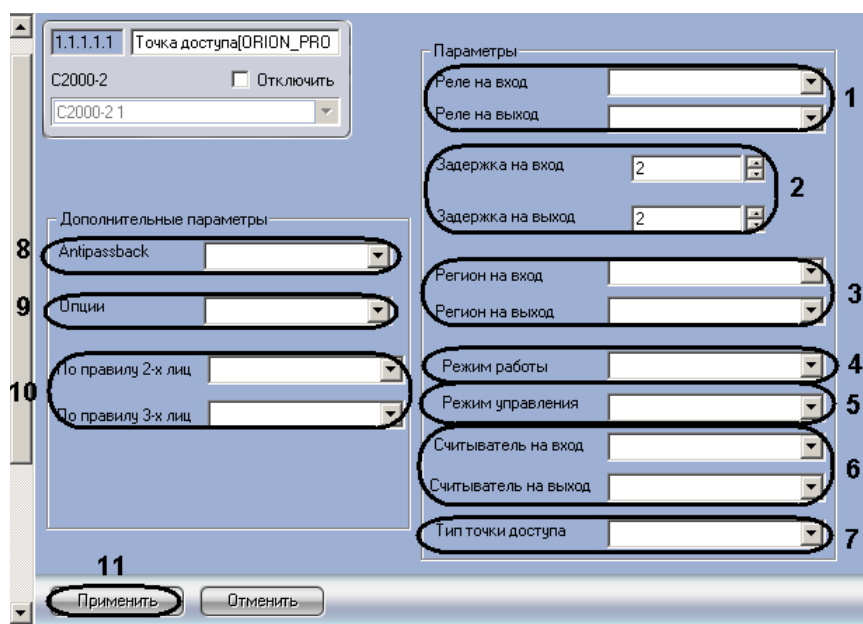 1.1.1.1.1 Точка доступа[ORION_PRO
С2000-2 Отключить
С2000-2 1
Параметры
Реле на вход
Реле на выход
1
Задержка на вход 2
Задержка на выход 2
2
Регион на вход
Регион на выход
3
Режим работы 4
Режим управления 5
Считыватель на вход
Считыватель на выход
6
Тип точки доступа 7
Дополнительные параметры
8 Antipassback
9 Опции
10
По правилу 2-х лиц
По правилу 3-х лиц
11
Применить Отменить